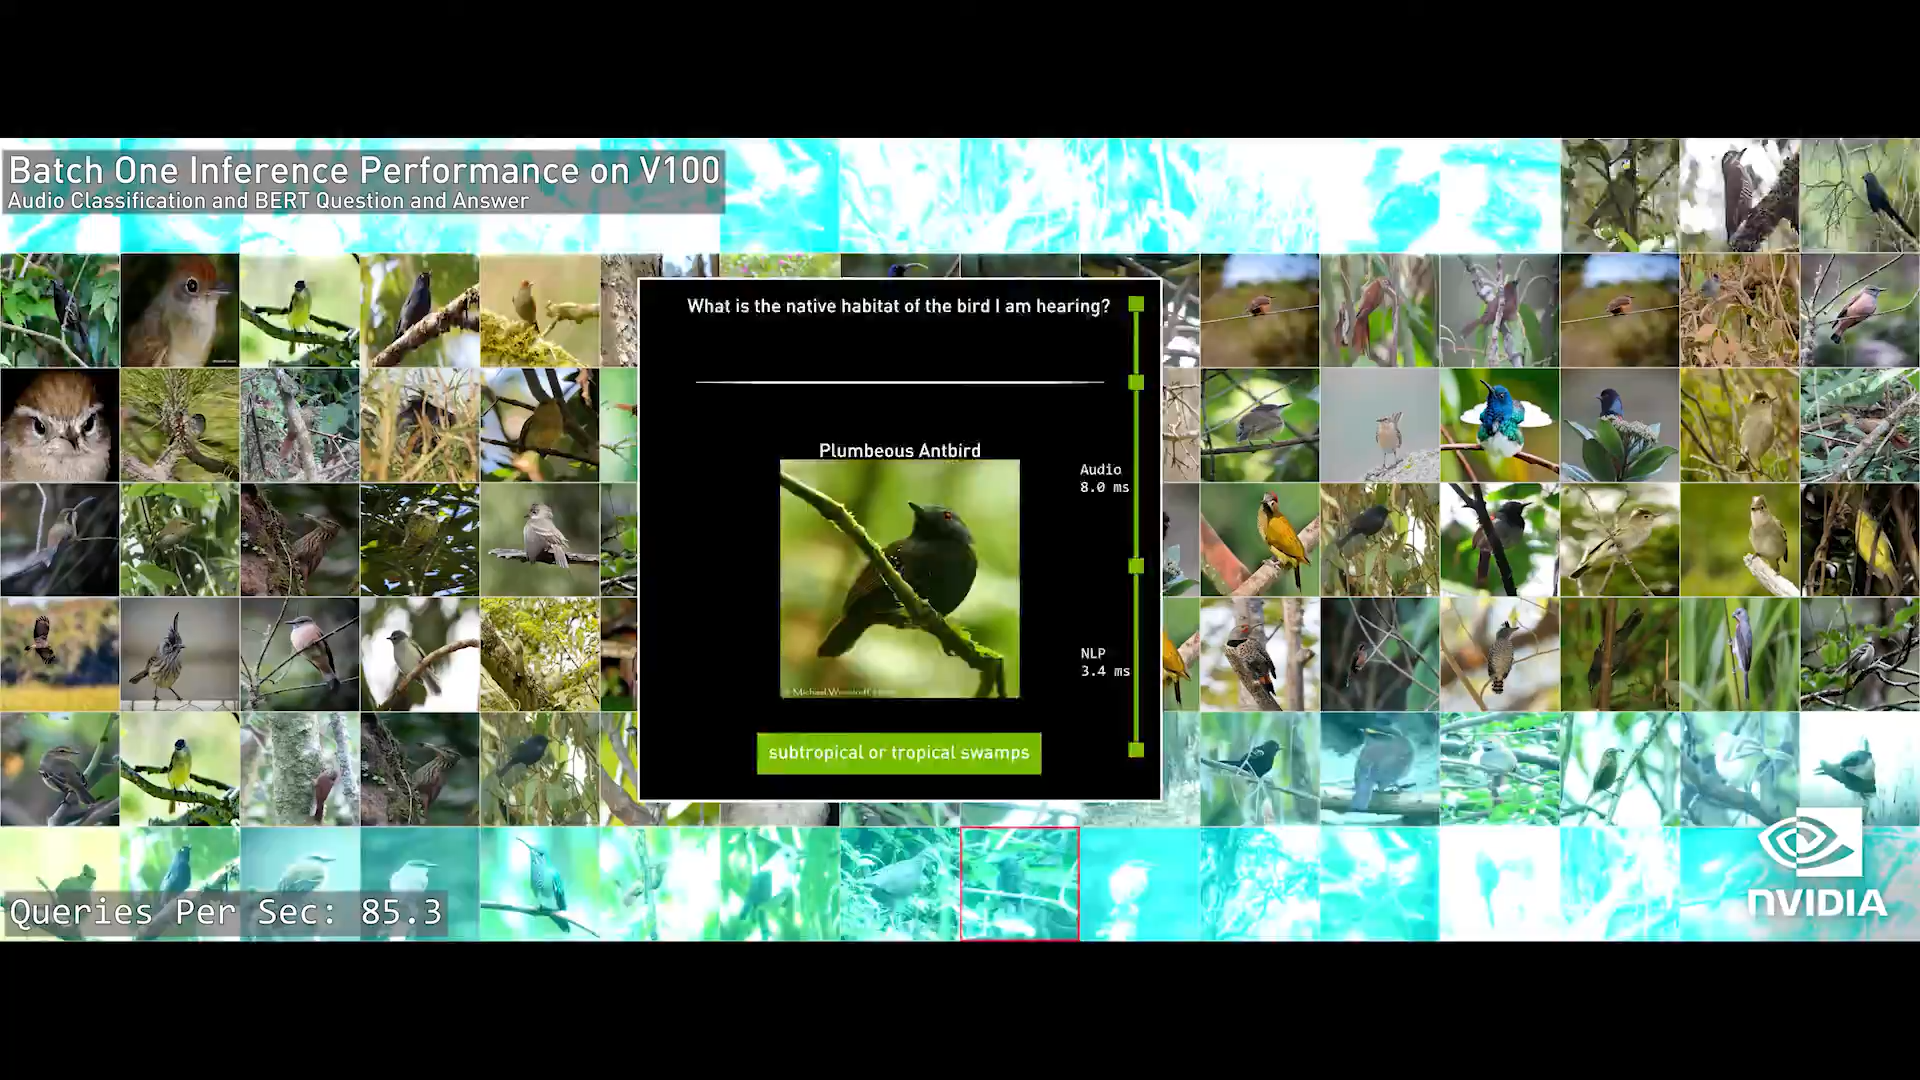 Batch One Inference Performance on V100
Audio Classification and BERT Question and Answer
What is the native habitat of the bird I am hearing?
Plumbeous Antbird
Audio
8.0 ms
NLP
3.4 ms
subtropical or tropical swamps
Queries Per Sec: 85.3
NVIDIA